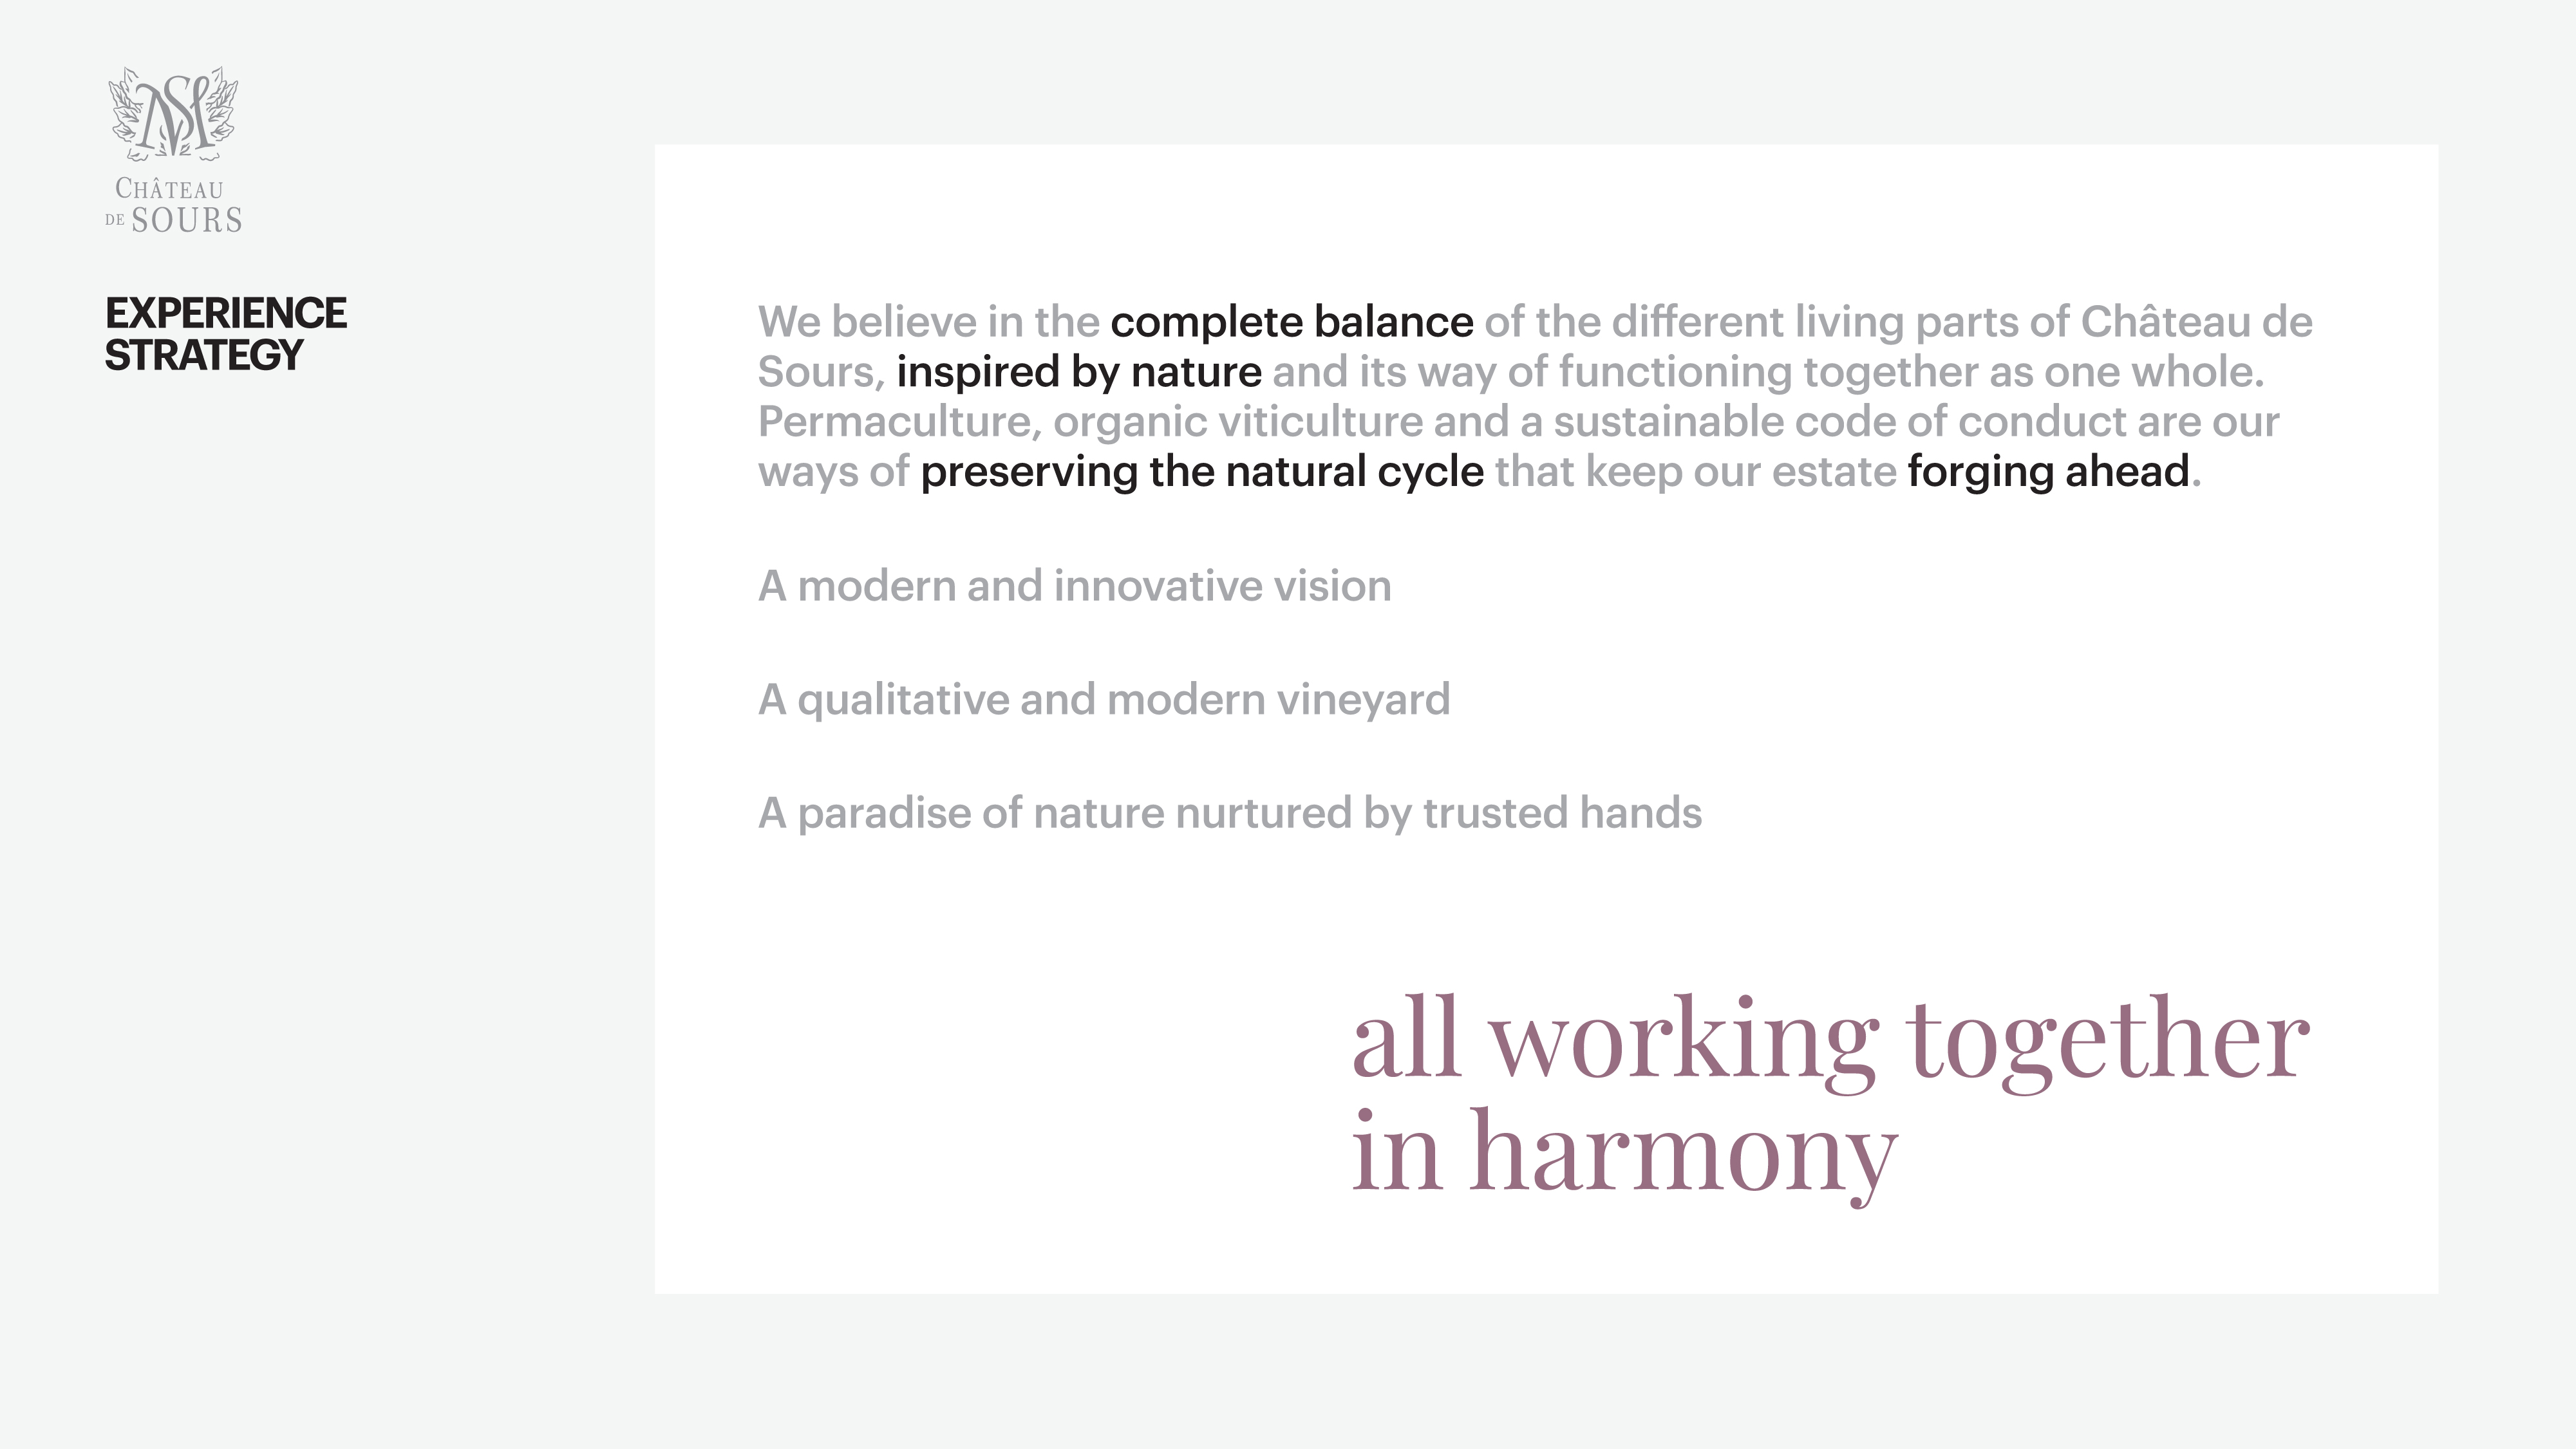 CHÂTEAU
DE SOURS
EXPERIENCE
STRATEGY
We believe in the complete balance of the different living parts of Château de
Sours, inspired by nature and its way of functioning together as one whole.
Permaculture, organic viticulture and a sustainable code of conduct are our
ways of preserving the natural cycle that keep our estate forging ahead.
A modern and innovative vision
A qualitative and modern vineyard
A paradise of nature nurtured by trusted hands
all working together
in harmony